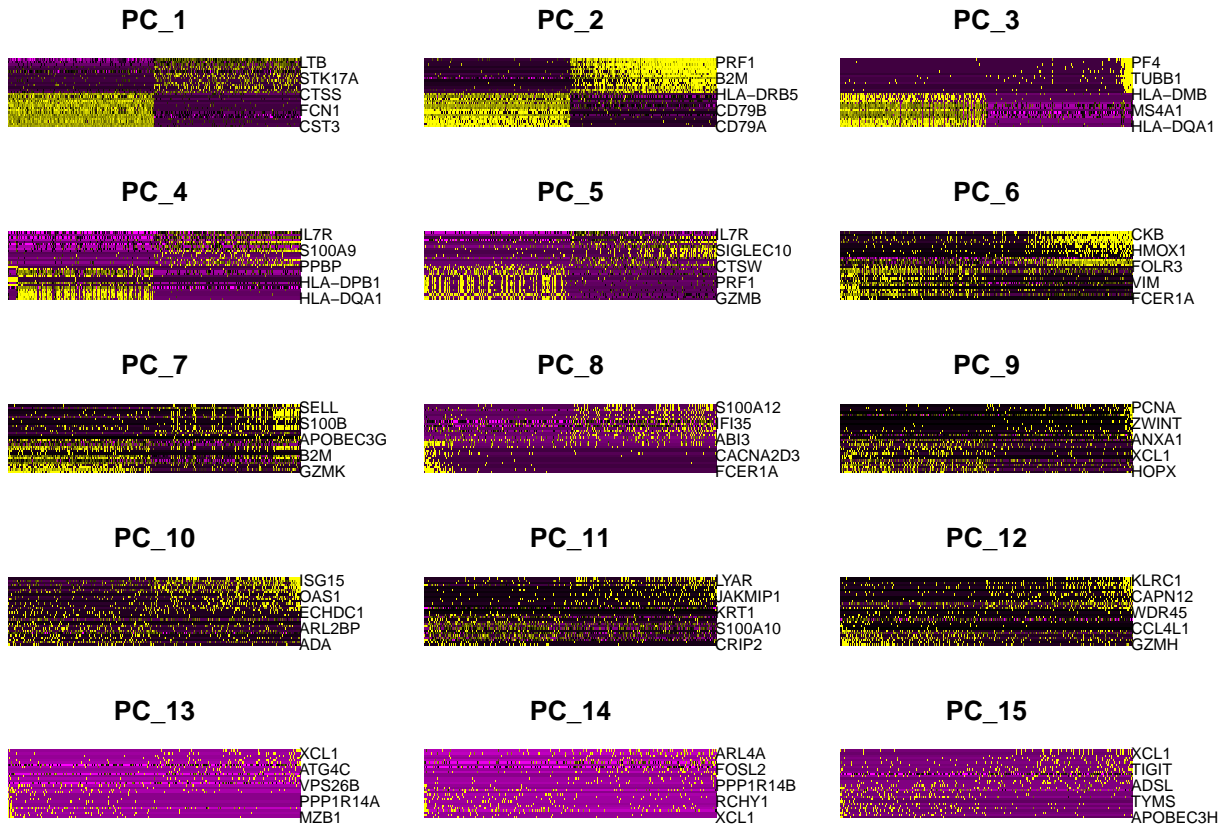 PC_1
PC_2
PC_3
LTB
STK17A
CTSS
FCN1
CST3
PRF1
B2M
HLA-DRB5
CD79B
CD79A
PF4
TUBB1
HLA-DMB
MS4A1
HLA-DQA1
PC_4
PC_5
PC_6
IL7R
S100A9
PPBP
HLA-DPB1
HLA-DQA1
IL7R
SIGLEC10
CTSW
PRF1
GZMB
CKB
HMOX1
FOLR3
VIM
FCER1A
PC_7
PC_8
PC_9
SELL
S100B
APOBEC3G
B2M
GZMK
S100A12
IFI35
ABI3
CACNA2D3
FCER1A
PCNA
ZWINT
ANXA1
XCL1
HOPX
PC_10
PC_11
PC_12
ISG15
OAS1
ECHDC1
ARL2BP
ADA
LYAR
JAKMIP1
KRT1
S100A10
CRIP2
KLRC1
CAPN12
WDR45
CCL4L1
GZMH
PC_13
PC_14
PC_15
XCL1
ATG4C
VPS26B
PPP1R14A
MZB1
ARL4A
FOSL2
PPP1R14B
RCHY1
XCL1
XCL1
TIGIT
ADSL
TYMS
APOBEC3H